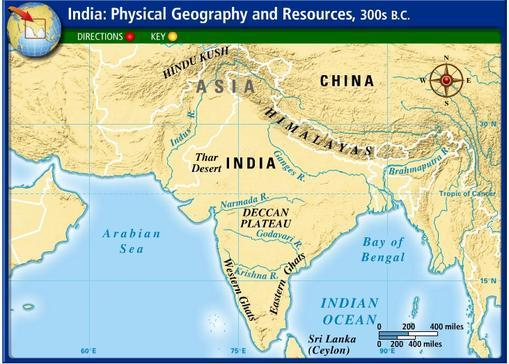 India: Physical Geography and Resources, 300s B.C.
DIRECTIONS KEY
HINDU KUSH
CHINA
ASIA
N
W E
S
HIMALAYAS
30°N
Indus R.
Thar
Desert
INDIA
Ganges R.
Brahmaputra R.
Tropic of Cancer
Narmada R.
DECCAN
PLATEAU
Godavari R.
Arabian
Sea
Bay of
Bengal
Krishna R.
Western Ghats
Eastern Ghats
15°N
INDIAN
OCEAN
Sri Lanka
(Ceylon)
0 200 400 miles
0 200 400 miles
60°E 75°E 90°E